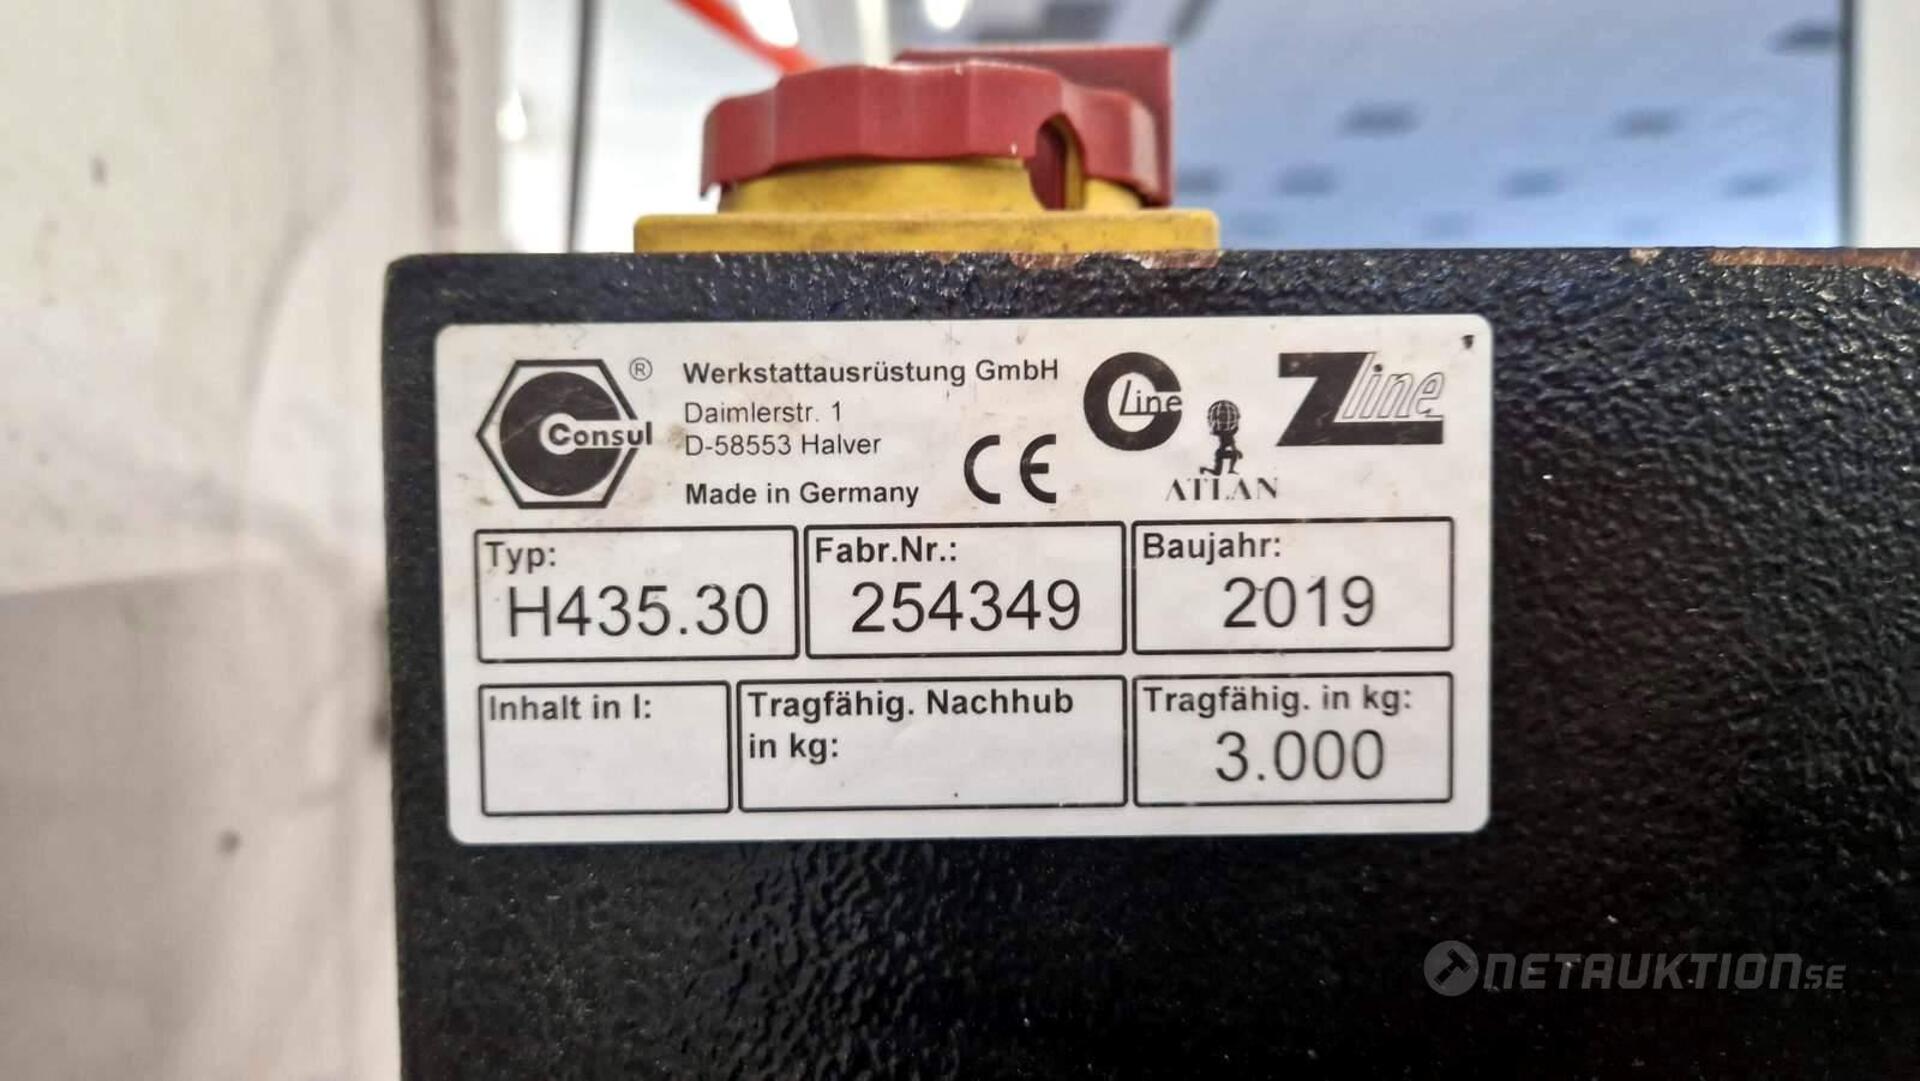 Consul ®
Werkstattausrüstung GmbH
Daimlerstr. 1
D-58553 Halver
Made in Germany
CE
Line
ATLAN
Zline
Typ:
H435.30
Fabr.Nr.:
254349
Baujahr:
2019
Inhalt in l:
Tragfähig. Nachhub
in kg:
Tragfähig. in kg:
3.000
NETAUKTION.SE